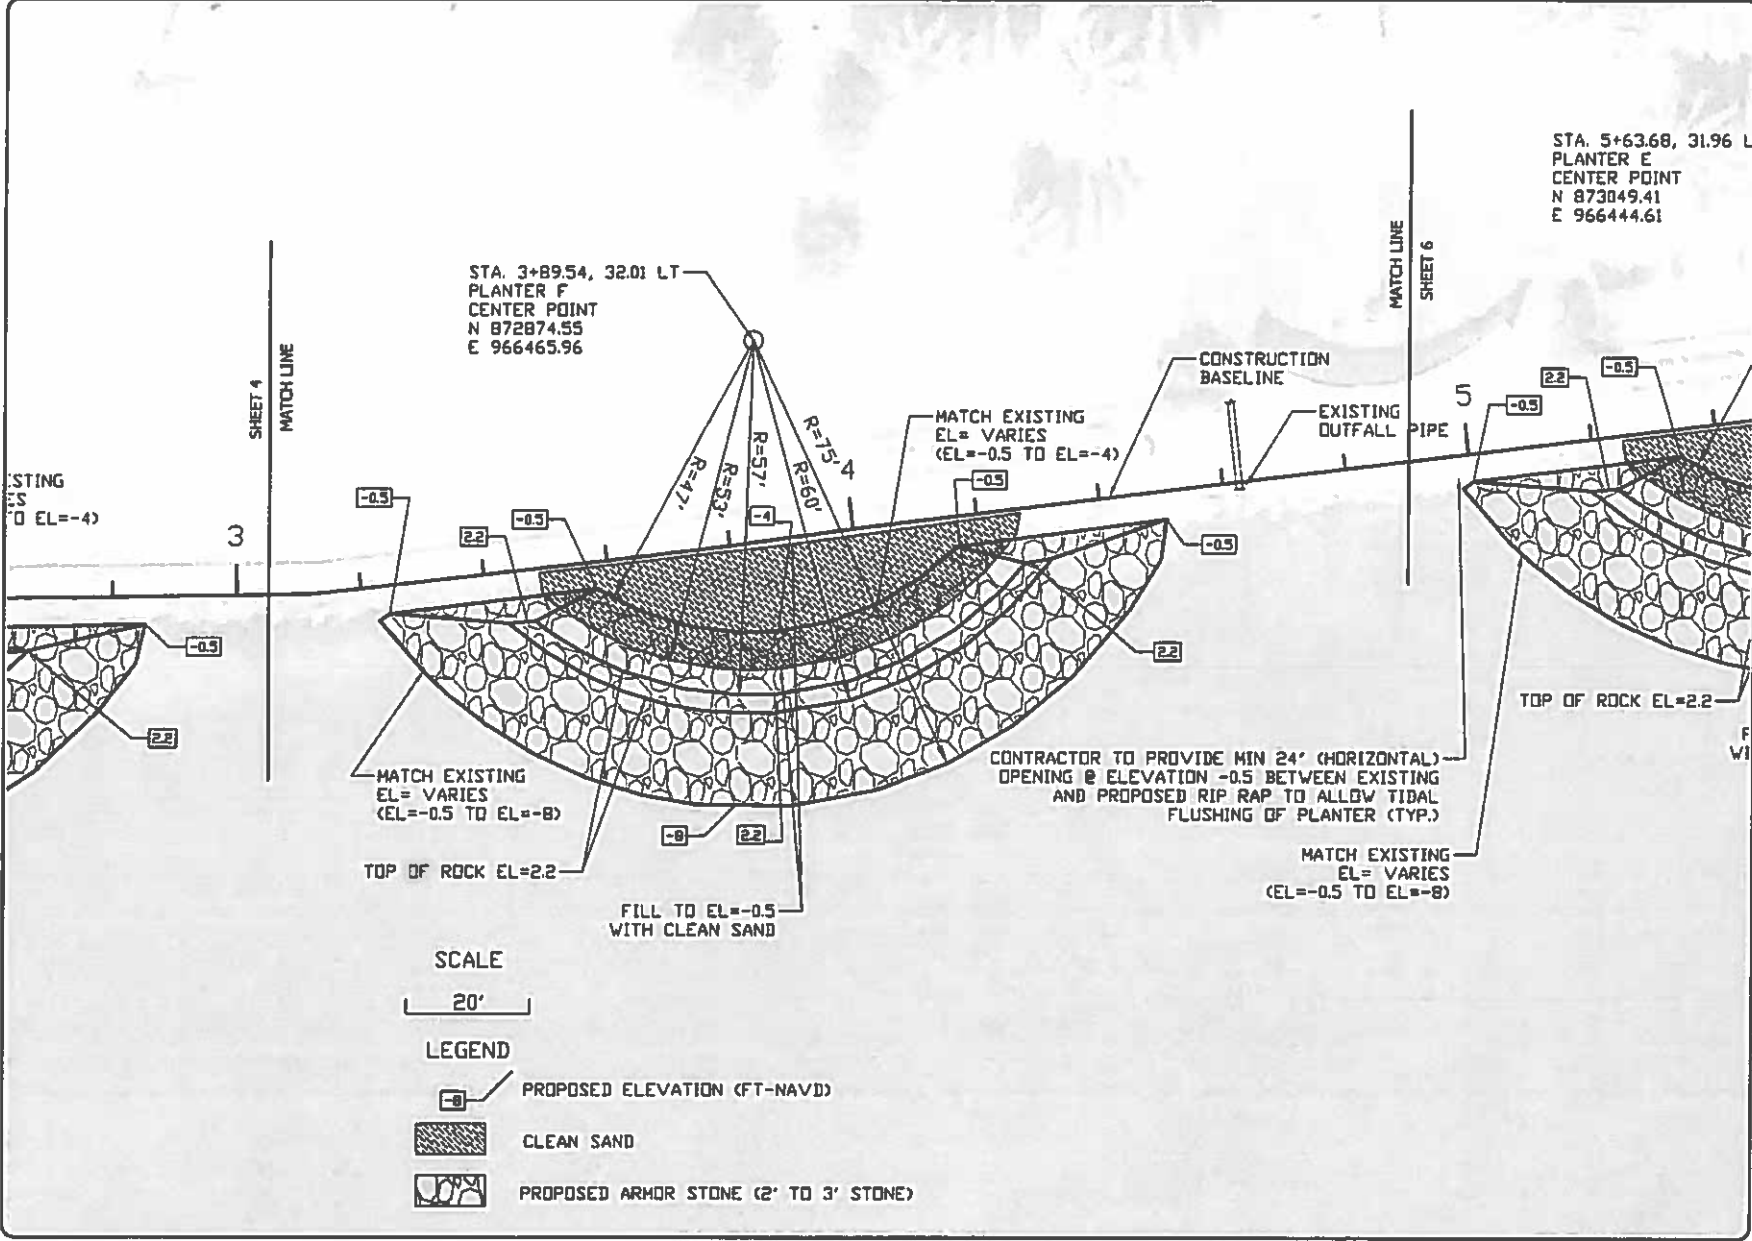 STA. 5+63.68, 31.96 L
PLANTER E
CENTER POINT
N 873049.41
E 966444.61
MATCH LINE
SHEET 6
STA. 3+89.54, 32.01 LT
PLANTER F
CENTER POINT
N 872874.55
E 966465.96
SHEET 4
MATCH LINE
CONSTRUCTION
BASELINE
EXISTING
OUTFALL PIPE
MATCH EXISTING
EL= VARIES
(EL=-0.5 TO EL=-4)
R=47'
R=53'
R=57'
R=60'
R=75'
4
5
3
-0.5
2.2
-0.5
-0.5
2.2
-0.5
-4
-0.5
-0.5
2.2
-0.5
-0.5
2.2
STING
ES
O EL=-4)
MATCH EXISTING
EL= VARIES
(EL=-0.5 TO EL=-8)
TOP OF ROCK EL=2.2
-8
2.2
FILL TO EL=-0.5
WITH CLEAN SAND
TOP OF ROCK EL=2.2
F
WI
CONTRACTOR TO PROVIDE MIN 24' (HORIZONTAL)
OPENING @ ELEVATION -0.5 BETWEEN EXISTING
AND PROPOSED RIP RAP TO ALLOW TIDAL
FLUSHING OF PLANTER (TYP.)
MATCH EXISTING
EL= VARIES
(EL=-0.5 TO EL=-8)
SCALE
20'
LEGEND
-8
PROPOSED ELEVATION (FT-NAVD)
CLEAN SAND
PROPOSED ARMOR STONE (2' TO 3' STONE)